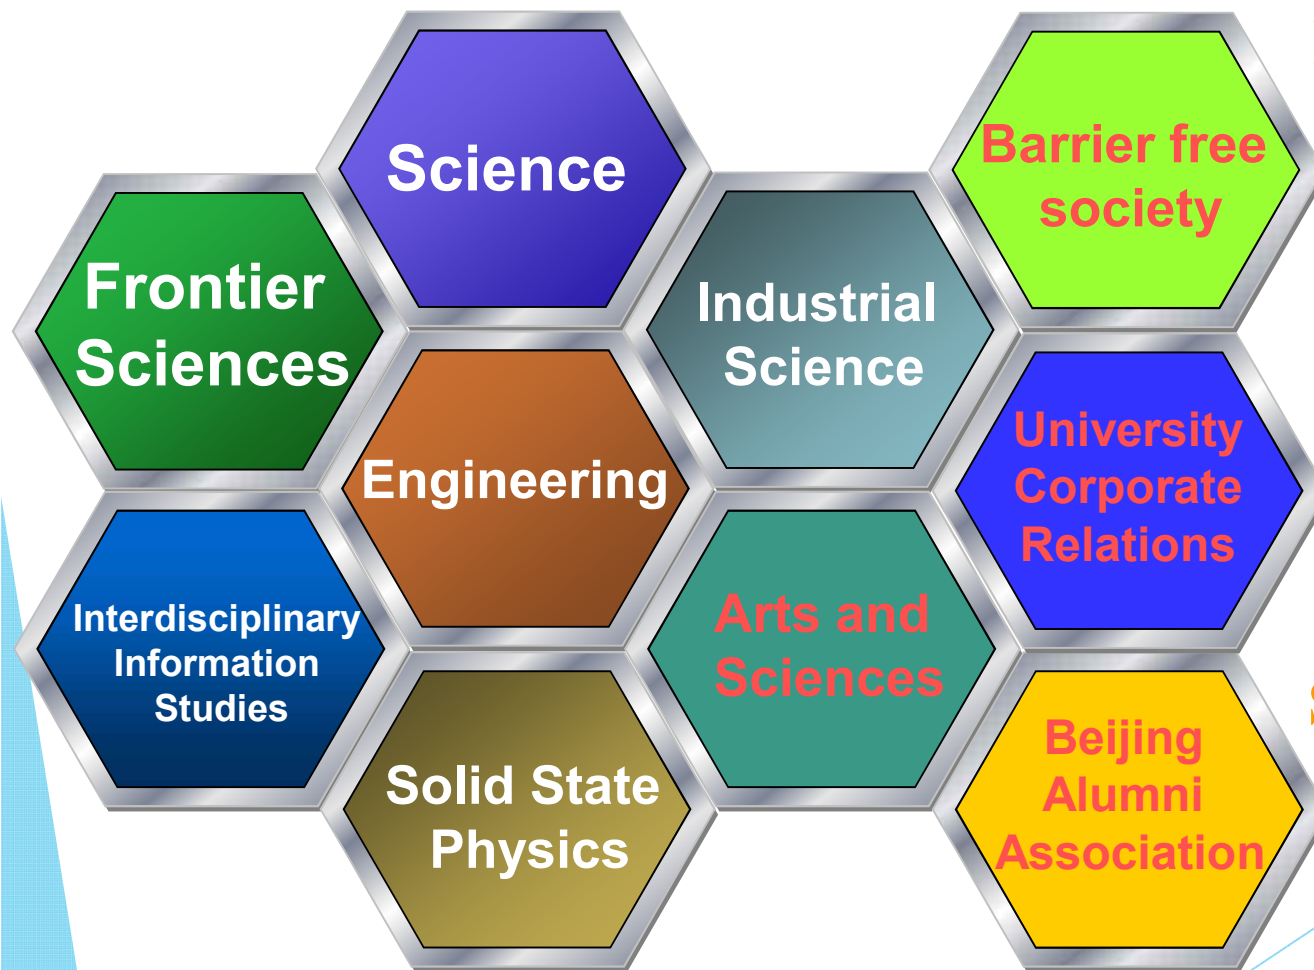 Science
Frontier
Sciences
Engineering
Interdisciplinary
Information
Studies
Solid State
Physics
Industrial
Science
Arts and
Sciences
Barrier free
society
University
Corporate
Relations
Beijing
Alumni
Association